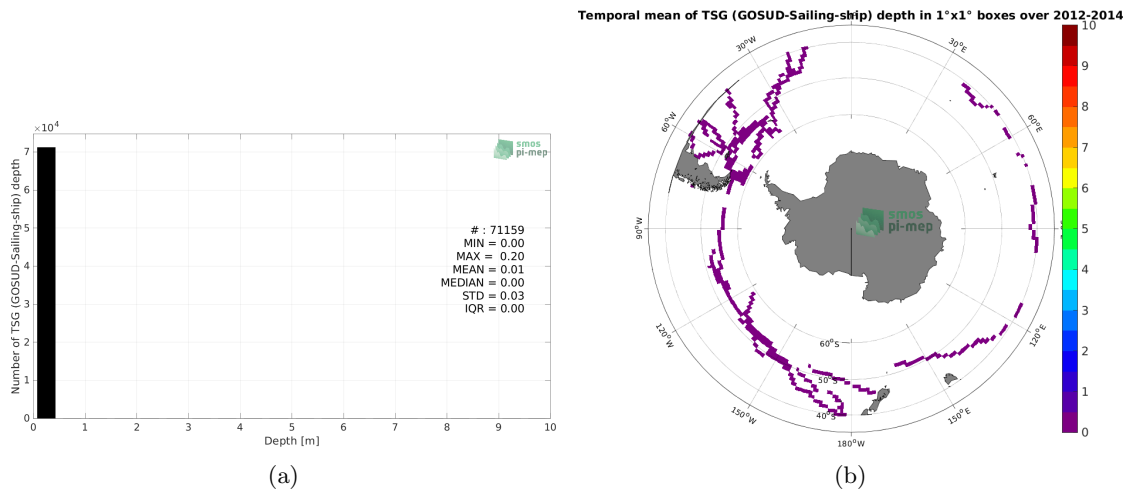 ×10⁴
7
6
5
4
3
2
1
0
Number of TSG (GOSUD-Sailing-ship) depth
smos
pi-mep
# : 71159
MIN = 0.00
MAX = 0.20
MEAN = 0.01
MEDIAN = 0.00
STD = 0.03
IQR = 0.00
0 1 2 3 4 5 6 7 8 9 10
Depth [m]
(a)
Temporal mean of TSG (GOSUD-Sailing-ship) depth in 1°x1° boxes over 2012-2014
30°W
30°E
60°W
60°E
90°W
smos
pi-mep
120°W
120°E
60°S
50°S
40°S
150°W
150°E
180°W
10
9
8
7
6
5
4
3
2
1
0
(b)